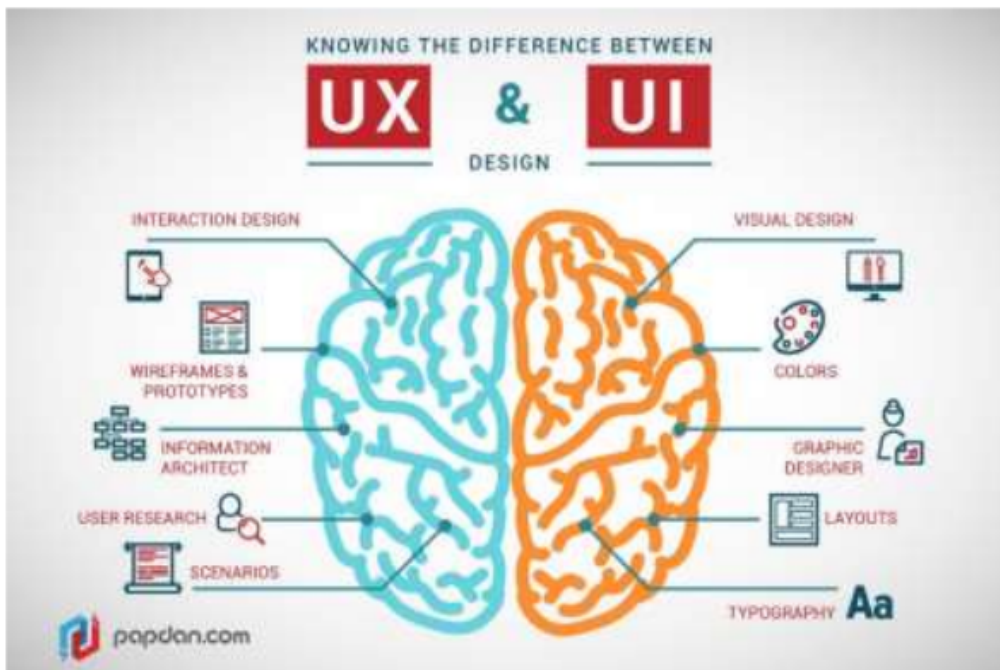 KNOWING THE DIFFERENCE BETWEEN
UX & UI
DESIGN
INTERACTION DESIGN
WIREFRAMES &
PROTOTYPES
INFORMATION
ARCHITECT
USER RESEARCH
SCENARIOS
VISUAL DESIGN
COLORS
GRAPHIC
DESIGNER
LAYOUTS
TYPOGRAPHY Aa
papdan.com